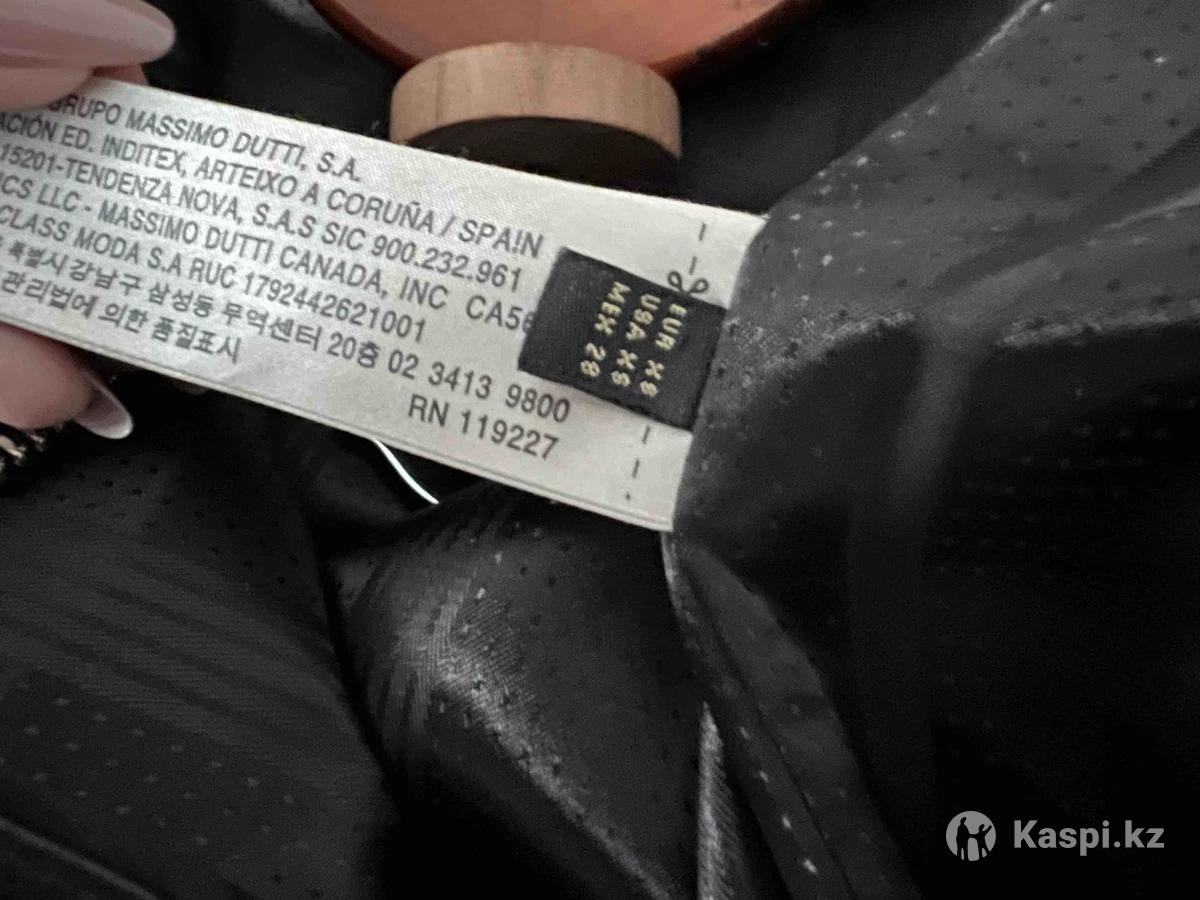 GRUPO MASSIMO DUTTI, S.A.
ACIÓN ED. INDITEX, ARTEIXO A CORUÑA / SPAIN
15201-TENDENZA NOVA, S.A.S SIC 900.232.961
ICS LLC - MASSIMO DUTTI CANADA, INC CA56
CLASS MODA S.A RUC 1792442621001
특별시 강남구 삼성동 무역센터 20층 02 3413 9800
관리법에 의한 품질표시
RN 119227
EUR XS
USA XS
MEX 26
Kaspi.kz